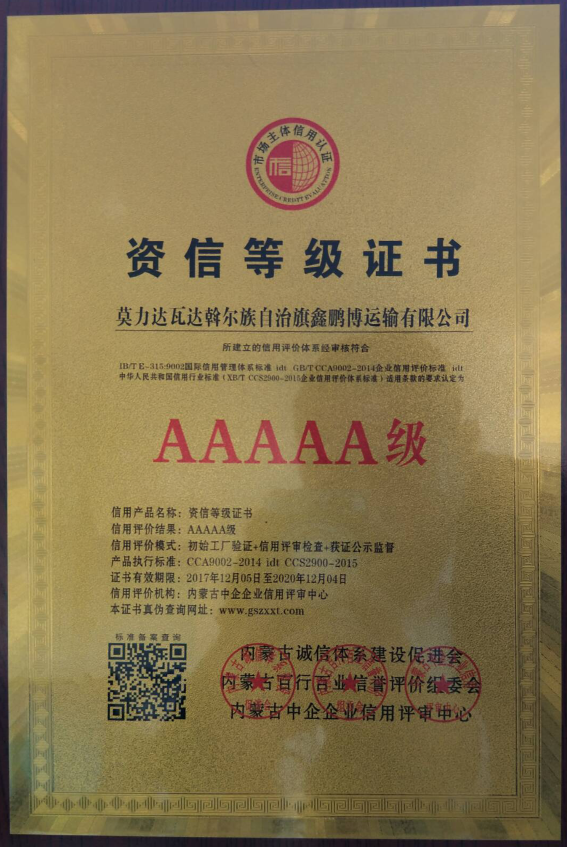 市场主体信用认证
信
ENTERPRISE CREDIT EVALUATION
资信等级证书
莫力达瓦达斡尔族自治旗鑫鹏博运输有限公司
所建立的信用评价体系经审核符合
IB/T E-315:9002国际信用管理体系标准 idt GB/T CCA9002-2014企业信用评价标准 idt
中华人民共和国信用行业标准（XB/T CCS2900-2015企业信用评价体系标准）适用条款的要求认定为
AAAAA级
信用产品名称：资信等级证书
信用评价结果：AAAAA级
信用评价模式：初始工厂验证+信用评审检查+获证公示监督
产品执行标准：CCA9002-2014 idt CCS2900-2015
证书有效期限：2017年12月05日至2020年12月04日
信用评价机构：内蒙古中企企业信用评审中心
本证书真伪查询网址：www.gszxxt.com
标准备案查询
内蒙古诚信体系建设促进会
内蒙古百行百业信誉评价组委会
内蒙古中企企业信用评审中心